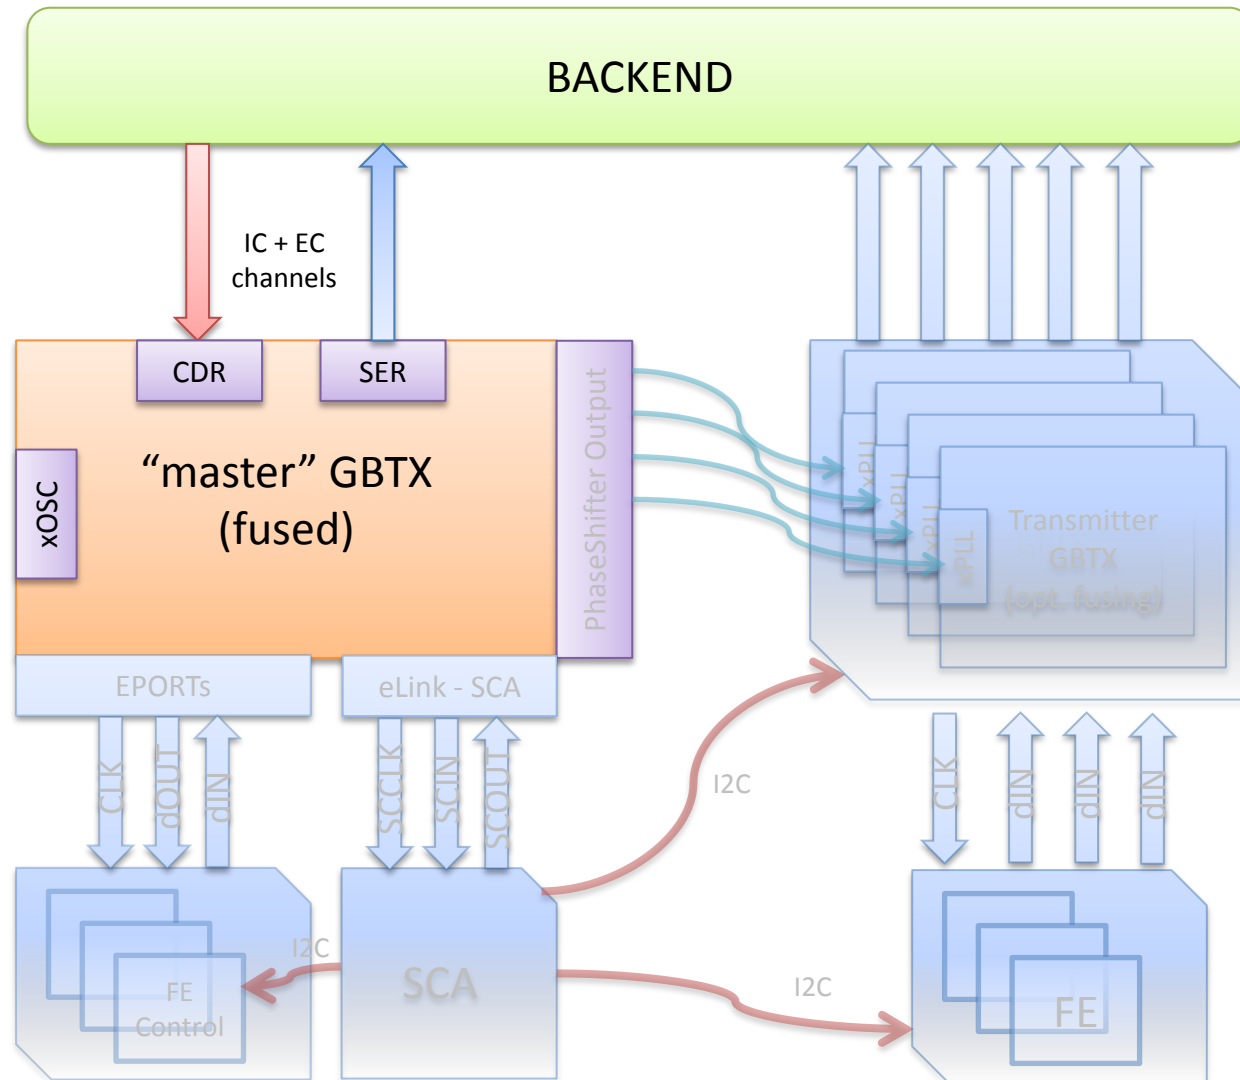 BACKEND
IC + EC
channels
CDR
SER
xOSC
“master” GBTX
(fused)
PhaseShifter Output
xPLL
xPLL
xPLL
xPLL
Transmitter
GBTX
(opt. fusing)
EPORTs
eLink - SCA
CLK
dOUT
dIN
SCCLK
SCIN
SCOUT
I2C
CLK
dIN
dIN
dIN
I2C
FE
Control
SCA
I2C
FE